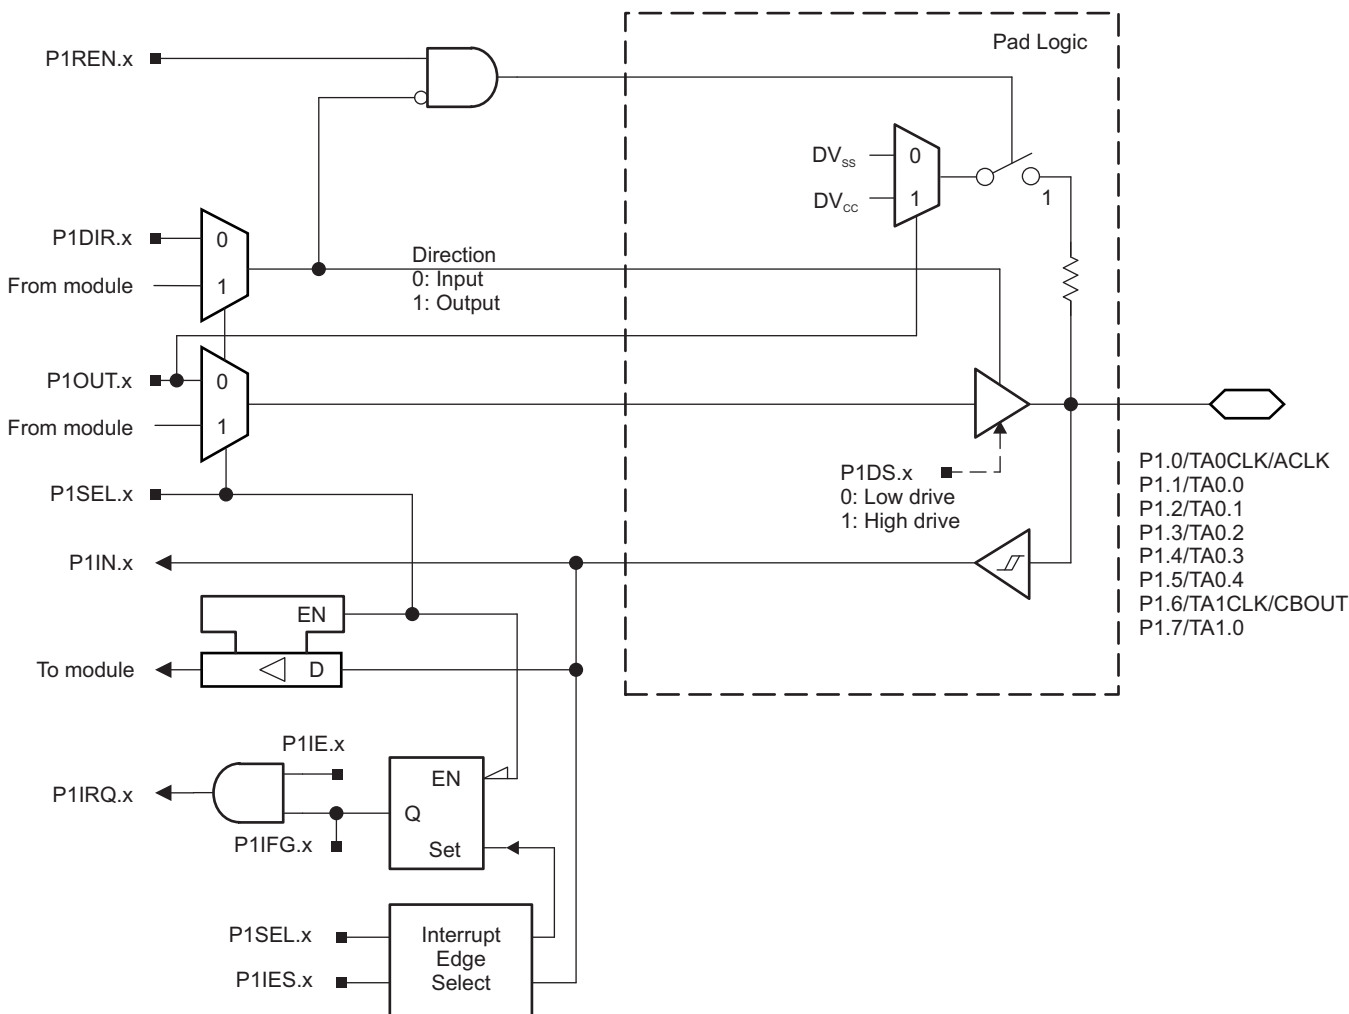 Pad Logic
P1REN.x
DVSS
0
DVCC
1
1
P1DIR.x
0
From module
1
Direction
0: Input
1: Output
P1OUT.x
0
From module
1
P1SEL.x
P1DS.x
0: Low drive
1: High drive
P1.0/TA0CLK/ACLK
P1.1/TA0.0
P1.2/TA0.1
P1.3/TA0.2
P1.4/TA0.3
P1.5/TA0.4
P1.6/TA1CLK/CBOUT
P1.7/TA1.0
P1IN.x
EN
To module
D
P1IE.x
P1IRQ.x
EN
Q
P1IFG.x
Set
P1SEL.x
P1IES.x
Interrupt
Edge
Select